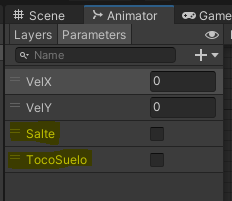 Scene Animator Game
Layers Parameters
Name
VelX 0
VelY 0
Salte
TocoSuelo